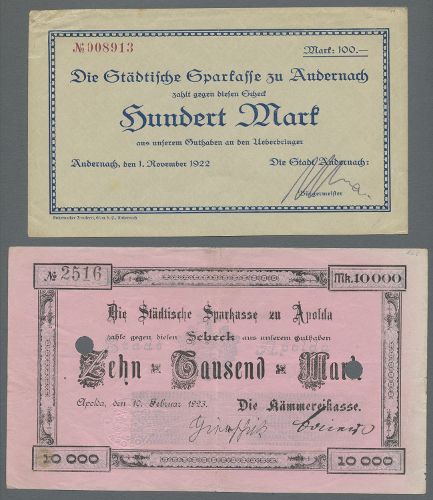 № 008913
Mark: 100.—
Die Städtische Sparkasse zu Andernach
zahlt gegen diesen Scheck
Hundert Mark
aus unserem Guthaben an den Ueberbringer
Andernach, den 1. November 1922
Die Stadt Andernach:
Bürgermeister
№ 2516
Mk. 10000
Die Städtische Sparkasse zu Apolda
zahle gegen diesen Scheck aus unserem Guthaben
Zehn Tausend Mark
Apolda, den 10. Februar 1923.
Die Kämmereikasse.
10 000
10 000